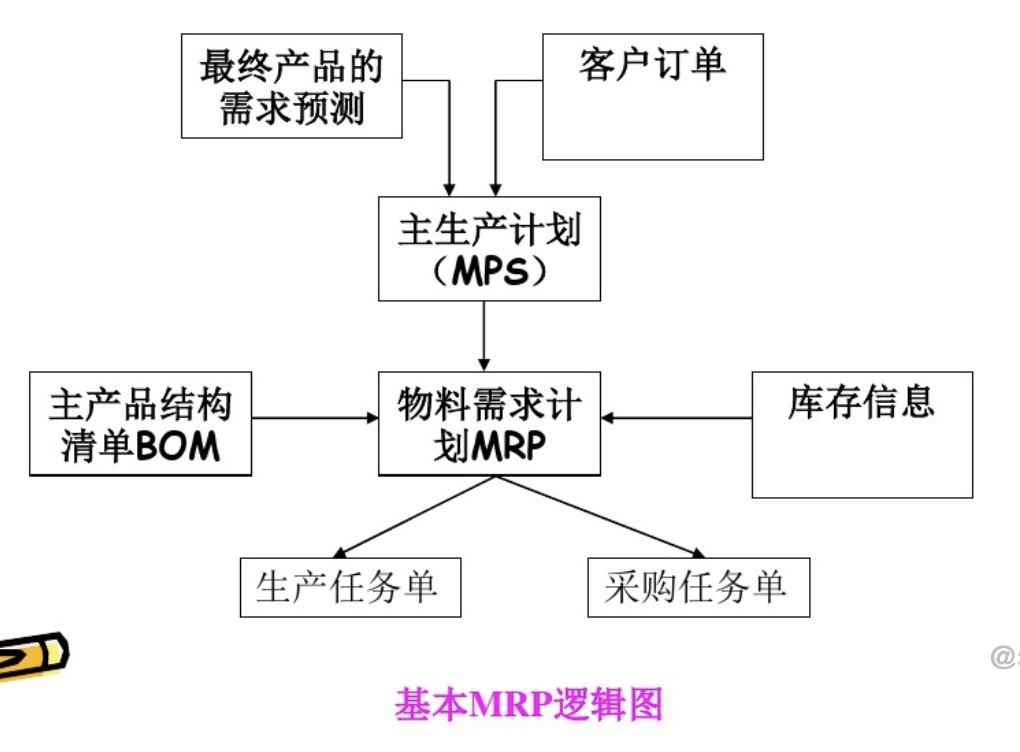 最终产品的
需求预测
客户订单
主生产计划
（MPS）
主产品结构
清单BOM
物料需求计
划MRP
库存信息
生产任务单
采购任务单
基本MRP逻辑图